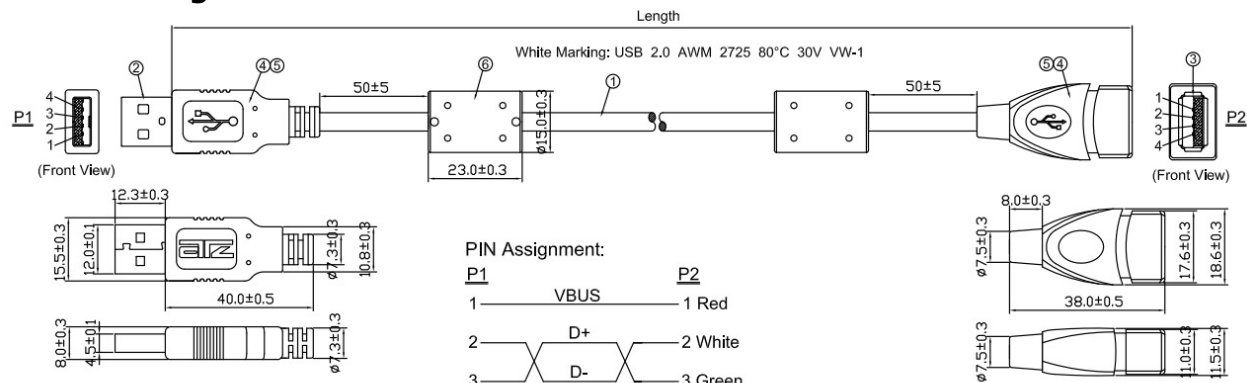 Length
White Marking: USB 2.0 AWM 2725 80°C 30V VW-1
② ④⑤ 50±5 ⑥ ① 50±5 ⑤④ ③
P1 4 3 2 1
(Front View)
ø15.0±0.3
23.0±0.3
1 2 3 4 P2
(Front View)
12.3±0.3
15.5±0.3
12.0±0.1
ATZ
ø7.3±0.3
10.8±0.3
40.0±0.5
8.0±0.3
4.5±0.1
ø7.3±0.3
PIN Assignment:
P1 P2
1 VBUS 1 Red
2 D+ 2 White
3 D- 3 Green
8.0±0.3
ø7.5±0.3
17.6±0.3
18.6±0.3
38.0±0.5
ø7.5±0.3
11.0±0.3
11.5±0.3